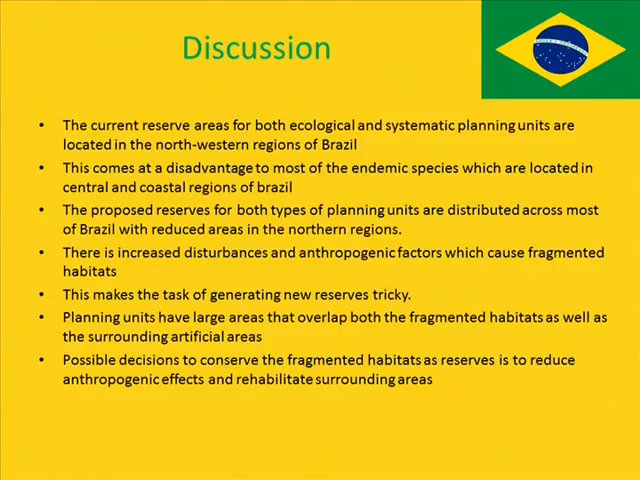 Discussion
• The current reserve areas for both ecological and systematic planning units are
located in the north-western regions of Brazil
• This comes at a disadvantage to most of the endemic species which are located in
central and coastal regions of brazil
• The proposed reserves for both types of planning units are distributed across most
of Brazil with reduced areas in the northern regions.
• There is increased disturbances and anthropogenic factors which cause fragmented
habitats
• This makes the task of generating new reserves tricky.
• Planning units have large areas that overlap both the fragmented habitats as well as
the surrounding artificial areas
• Possible decisions to conserve the fragmented habitats as reserves is to reduce
anthropogenic effects and rehabilitate surrounding areas